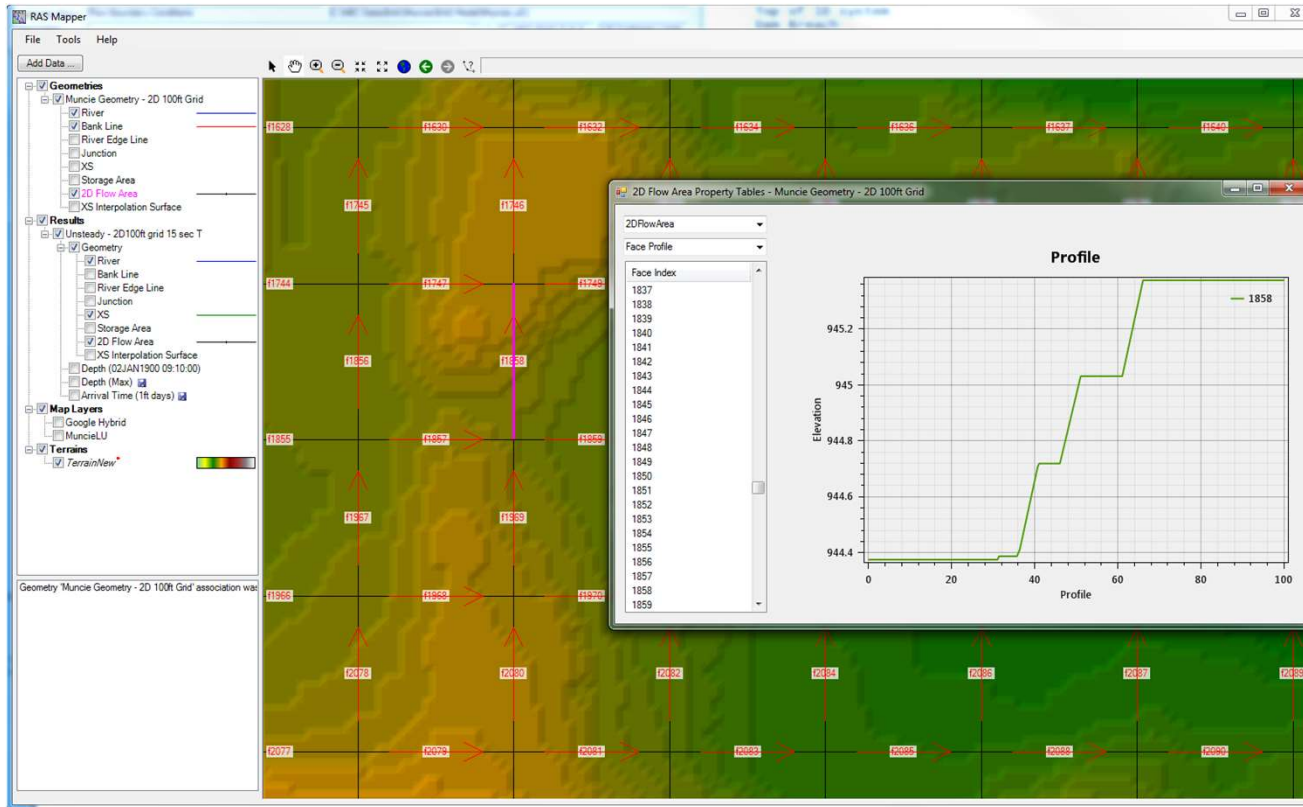 RAS Mapper
File Tools Help
Add Data ...
Geometries
Muncie Geometry - 2D 100ft Grid
River
Bank Line
River Edge Line
Junction
XS
Storage Area
2D Flow Area
XS Interpolation Surface
Results
Unsteady - 2D100ft grid 15 sec T
Geometry
River
Bank Line
River Edge Line
Junction
XS
Storage Area
2D Flow Area
XS Interpolation Surface
Depth (02JAN1900 09:10:00)
Depth (Max)
Arrival Time (1ft days)
Map Layers
Google Hybrid
MuncieLU
Terrains
TerrainNew
Geometry 'Muncie Geometry - 2D 100ft Grid' association was
f1628 f1630 f1632 f1634 f1636 f1637 f1640
f1745 f1746
f1744 f1747 f1749
f1856 f1858
f1855 f1857 f1859
f1967 f1969
f1966 f1968 f1970
f2078 f2080 f2082 f2084 f2086 f2087 f2089
f2077 f2079 f2081 f2083 f2085 f2088 f2090
2D Flow Area Property Tables - Muncie Geometry - 2D 100ft Grid
2DFlowArea
Face Profile
Face Index
1837
1838
1839
1840
1841
1842
1843
1844
1845
1846
1847
1848
1849
1850
1851
1852
1853
1854
1855
1856
1857
1858
1859
Profile
1858
945.2
945
944.8
944.6
944.4
Elevation
0 20 40 60 80 100
Profile